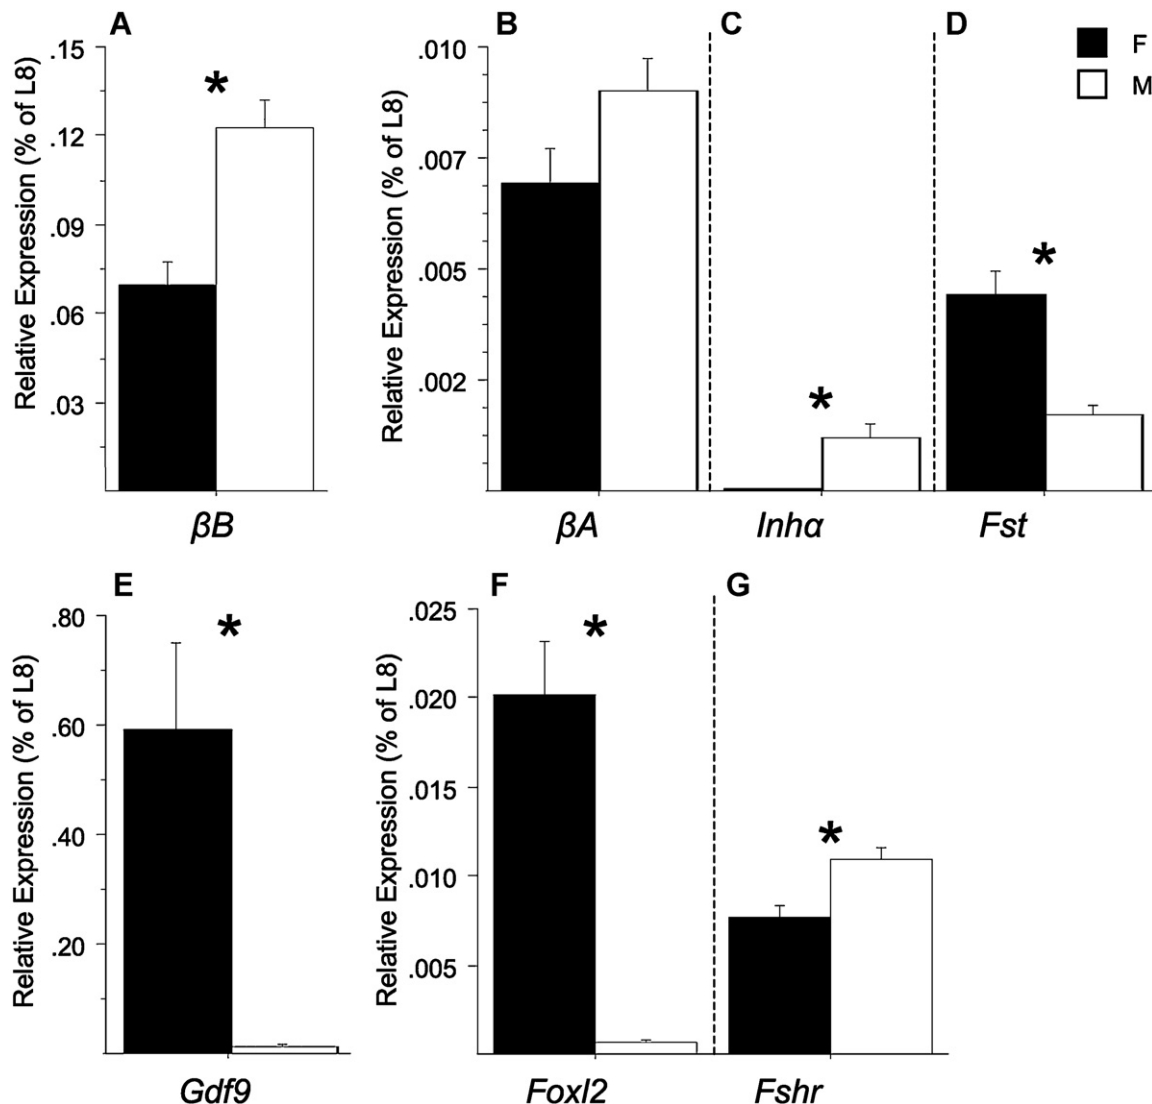 A
B
C
D
F
M
Relative Expression (% of L8)
.15
.12
.09
.06
.03
*
βB
Relative Expression (% of L8)
.010
.007
.005
.002
βA
*
Inhα
*
Fst
E
F
G
Relative Expression (% of L8)
.80
.60
.40
.20
*
Gdf9
Relative Expression (% of L8)
.025
.020
.015
.010
.005
*
Foxl2
*
Fshr